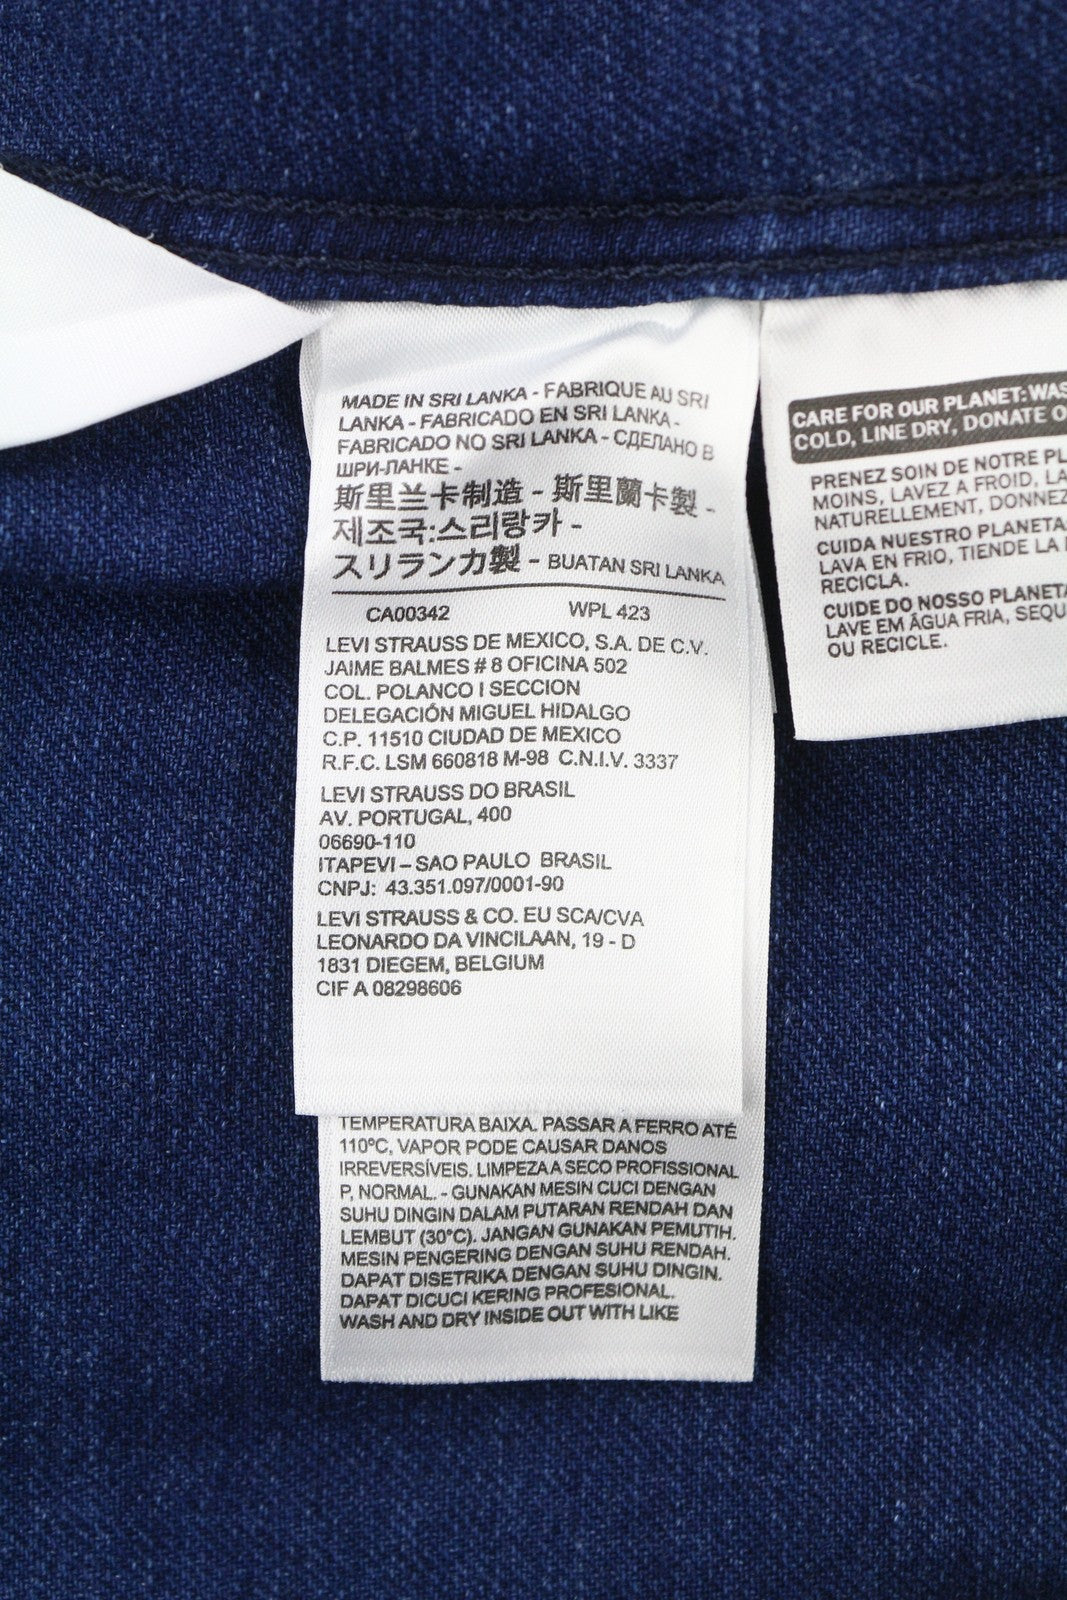 MADE IN SRI LANKA - FABRIQUE AU SRI
LANKA - FABRICADO EN SRI LANKA -
FABRICADO NO SRI LANKA - СДЕЛАНО В
ШРИ-ЛАНКЕ -
斯里兰卡制造 - 斯里蘭卡製 -
제조국:스리랑카 -
スリランカ製 - BUATAN SRI LANKA
CA00342 WPL 423
LEVI STRAUSS DE MEXICO, S.A. DE C.V.
JAIME BALMES # 8 OFICINA 502
COL. POLANCO I SECCION
DELEGACIÓN MIGUEL HIDALGO
C.P. 11510 CIUDAD DE MEXICO
R.F.C. LSM 660818 M-98 C.N.I.V. 3337
LEVI STRAUSS DO BRASIL
AV. PORTUGAL, 400
06690-110
ITAPEVI – SAO PAULO BRASIL
CNPJ: 43.351.097/0001-90
LEVI STRAUSS & CO. EU SCA/CVA
LEONARDO DA VINCILAAN, 19 - D
1831 DIEGEM, BELGIUM
CIF A 08298606
TEMPERATURA BAIXA. PASSAR A FERRO ATÉ
110ºC, VAPOR PODE CAUSAR DANOS
IRREVERSÍVEIS. LIMPEZA A SECO PROFISSIONAL
P, NORMAL. - GUNAKAN MESIN CUCI DENGAN
SUHU DINGIN DALAM PUTARAN RENDAH DAN
LEMBUT (30°C). JANGAN GUNAKAN PEMUTIH.
MESIN PENGERING DENGAN SUHU RENDAH.
DAPAT DISETRIKA DENGAN SUHU DINGIN.
DAPAT DICUCI KERING PROFESIONAL.
WASH AND DRY INSIDE OUT WITH LIKE
CARE FOR OUR PLANET: WAS
COLD, LINE DRY, DONATE O
PRENEZ SOIN DE NOTRE PL
MOINS, LAVEZ A FROID, LA
NATURELLEMENT, DONNEZ
CUIDA NUESTRO PLANETA:
LAVA EN FRIO, TIENDE LA
RECICLA.
CUIDE DO NOSSO PLANETA
LAVE EM ÁGUA FRIA, SEQU
OU RECICLE.